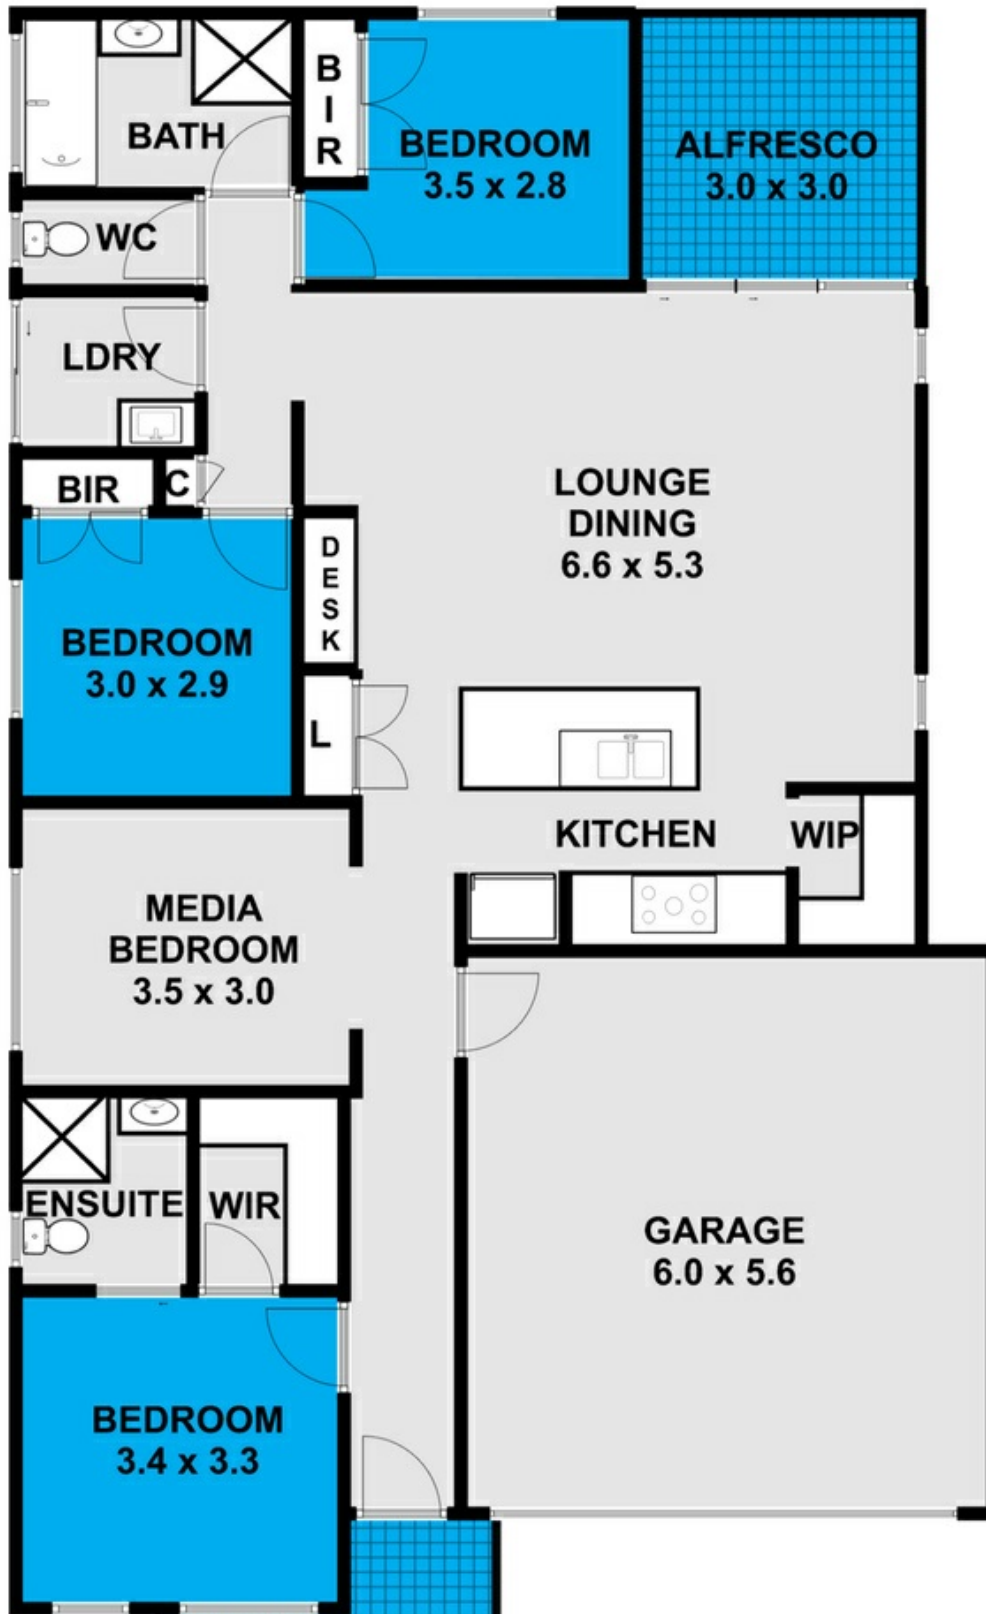 BATH
B
I
R
BEDROOM
3.5 x 2.8
ALFRESCO
3.0 x 3.0
WC
LDRY
BIR
C
LOUNGE
DINING
6.6 x 5.3
D
E
S
K
BEDROOM
3.0 x 2.9
L
KITCHEN
WIP
MEDIA
BEDROOM
3.5 x 3.0
ENSUITE
WIR
GARAGE
6.0 x 5.6
BEDROOM
3.4 x 3.3